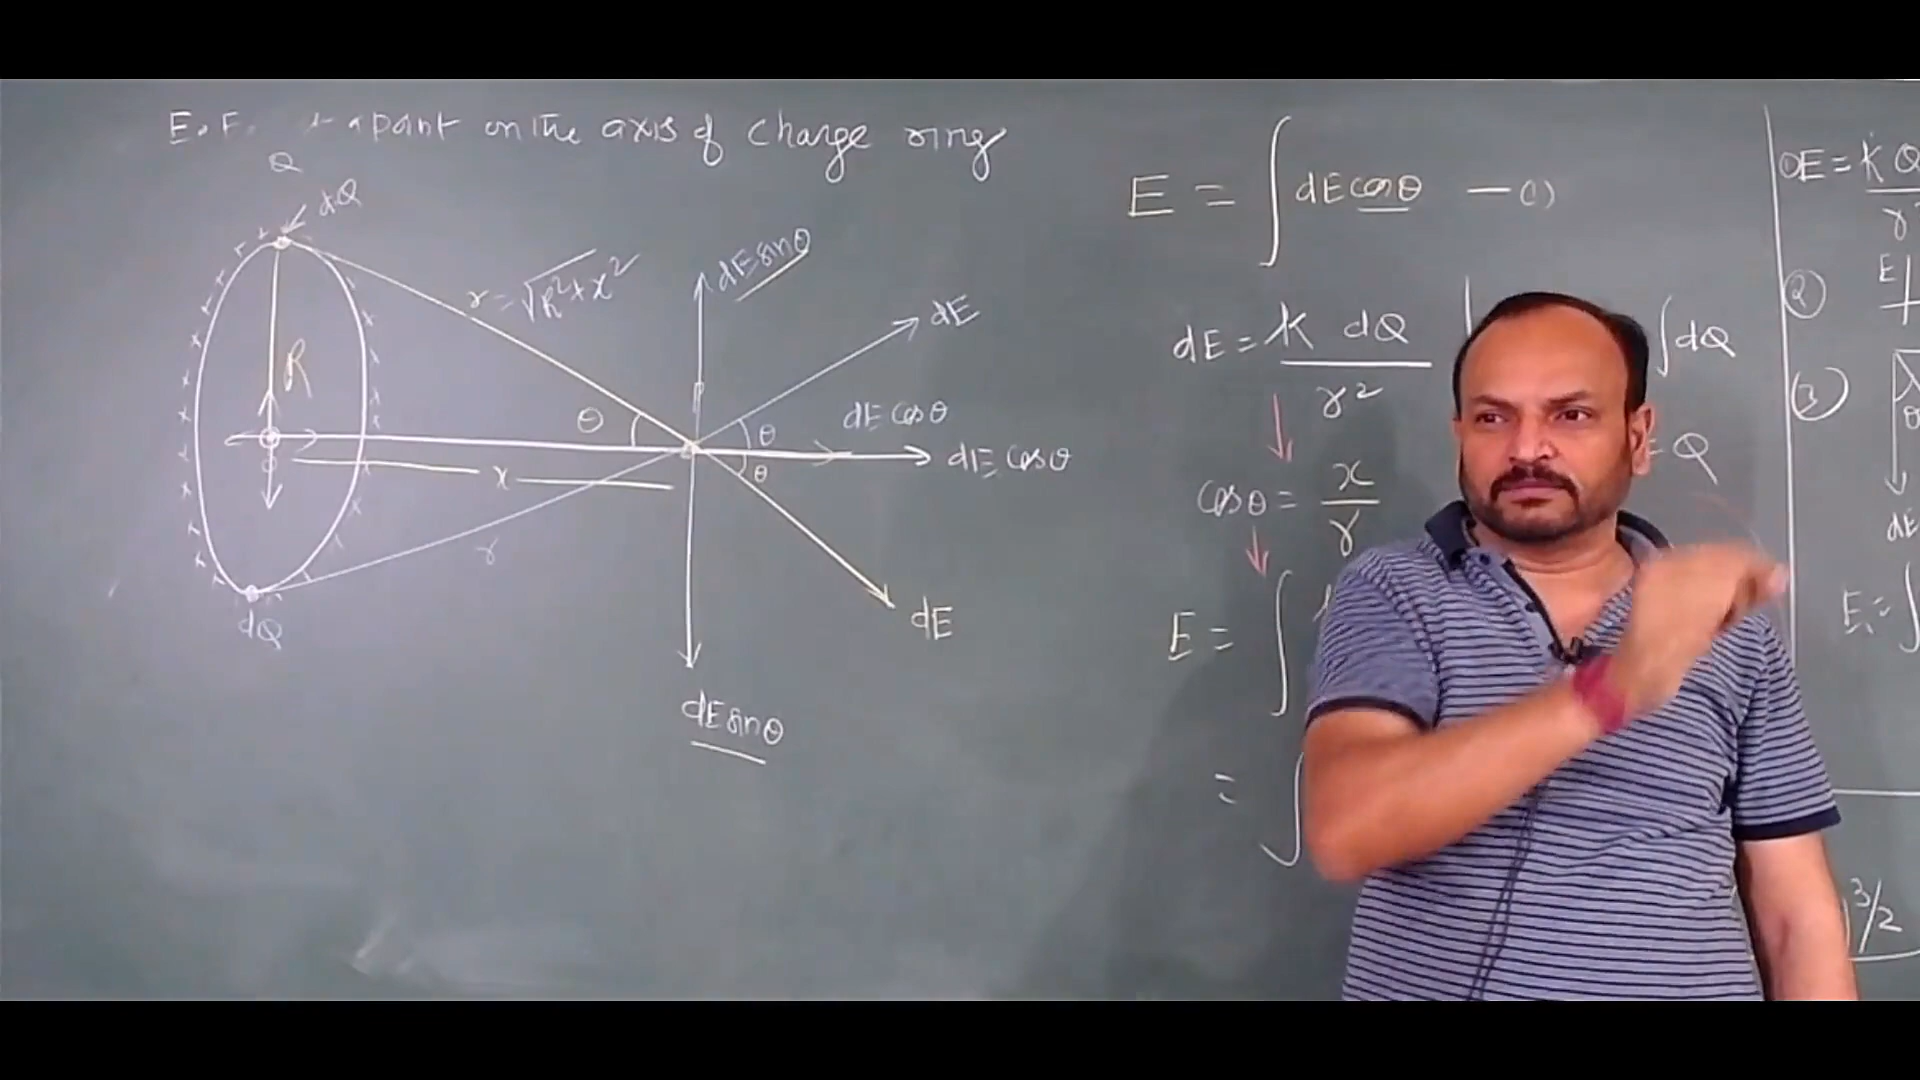 E.F. a point on the axis of charge ring
Q
dQ
r = √R²+x²
R
θ
x
r
dQ
dE sinθ
dE
dE cosθ
θ
dE cosθ
θ
dE
dE sinθ
E = ∫ dE cosθ — (1)
dE = K dQ
r²
∫dQ
= Q
cosθ = x
r
E = ∫
= ∫
E = K Q
r
(2)
E
(3)
θ
dE
E = ∫
3/2